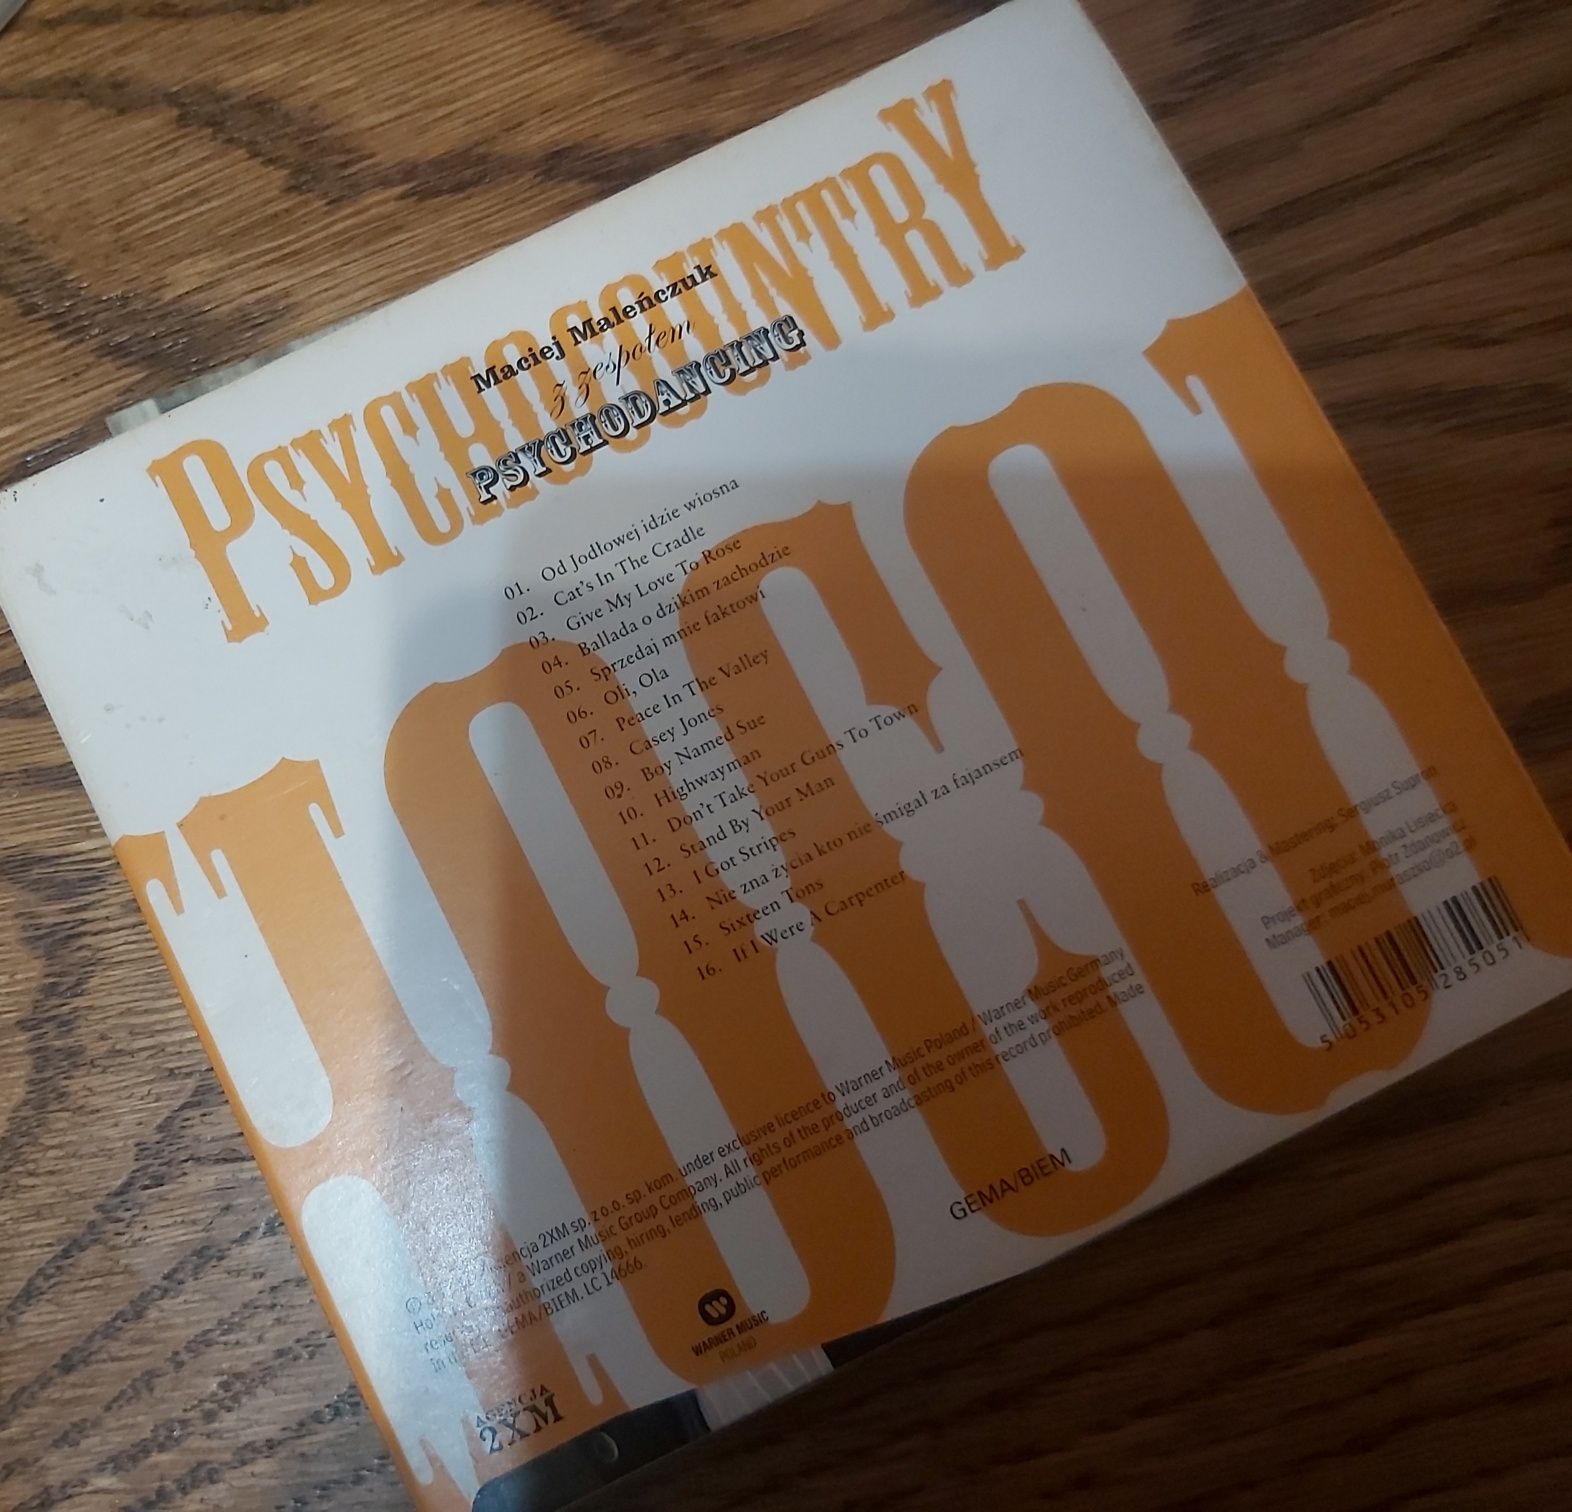 PSYCHOCOUNTRY
Maciej Maleńczuk
z zespołem
PSYCHODANCING
01. Od Jodłowej idzie wiosna
02. Cat's In The Cradle
03. Give My Love To Rose
04. Ballada o dzikim zachodzie
05. Sprzedaj mnie faktowi
06. Oli, Ola
07. Peace In The Valley
08. Casey Jones
09. Boy Named Sue
10. Highwayman
11. Don't Take Your Guns To Town
12. Stand By Your Man
13. I Got Stripes
14. Nie zna życia kto nie śmigał za fajansem
15. Sixteen Tons
16. If I Were A Carpenter
Realizacja & Mastering: Sergiusz Supron
Zdjęcia: Monika Lisiecka
Projekt graficzny: Piotr Zdanowicz
Manager: maciej.muraszko@o2.pl
5 053105 285051
2XM sp. z o.o. sp. kom. under exclusive licence to Warner Music Poland / Warner Music Germany
a Warner Music Group Company. All rights of the producer and of the owner of the work reproduced
copying, hiring, lending, public performance and broadcasting of this record prohibited. Made
GEMA/BIEM. LC 14666.
GEMA/BIEM
WARNER MUSIC
POLAND
AGENCJA
2XM